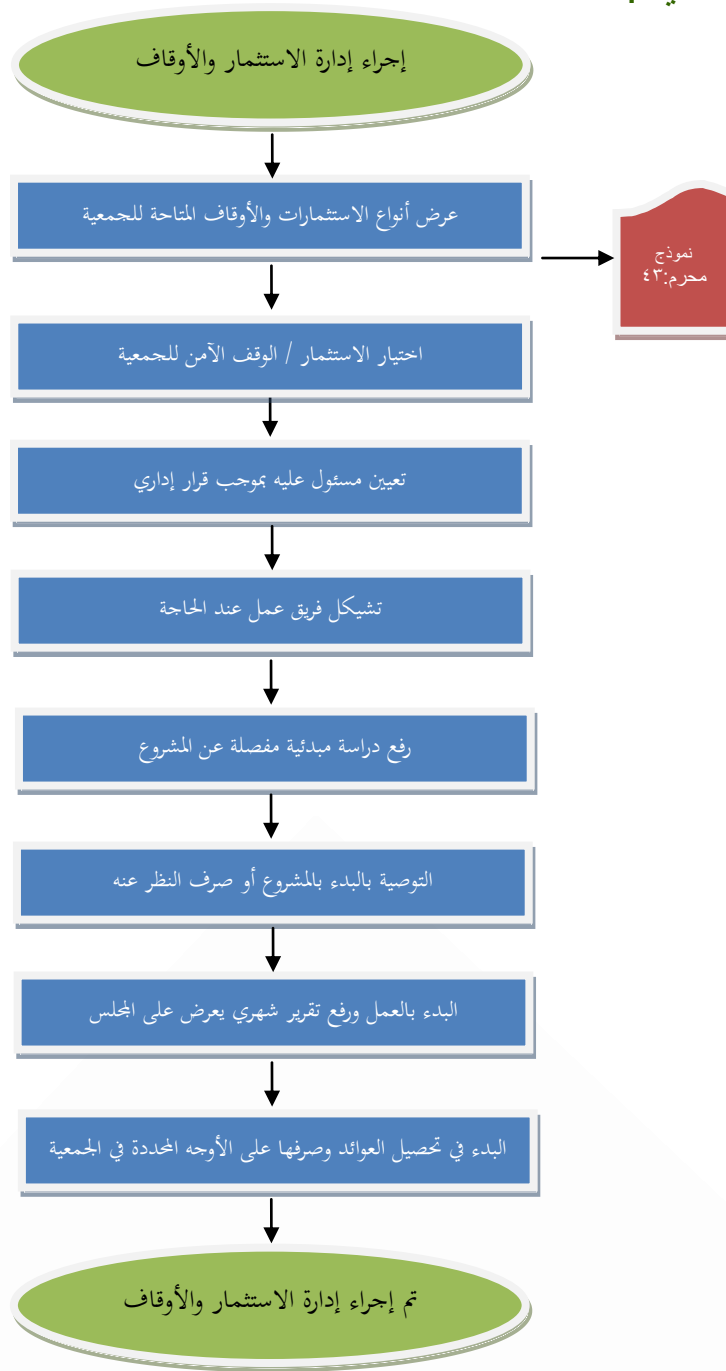 إجراء إدارة الاستثمار والأوقاف
عرض أنواع الاستثمارات والأوقاف المتاحة للجمعية
نموذج
محرم:٤٣
اختيار الاستثمار / الوقف الآمن للجمعية
تعيين مسئول عليه بموجب قرار إداري
تشيكل فريق عمل عند الحاجة
رفع دراسة مبدئية مفصلة عن المشروع
التوصية بالبدء بالمشروع أو صرف النظر عنه
البدء بالعمل ورفع تقرير شهري يعرض على المجلس
البدء في تحصيل العوائد وصرفها على الأوجه المحددة في الجمعية
تم إجراء إدارة الاستثمار والأوقاف